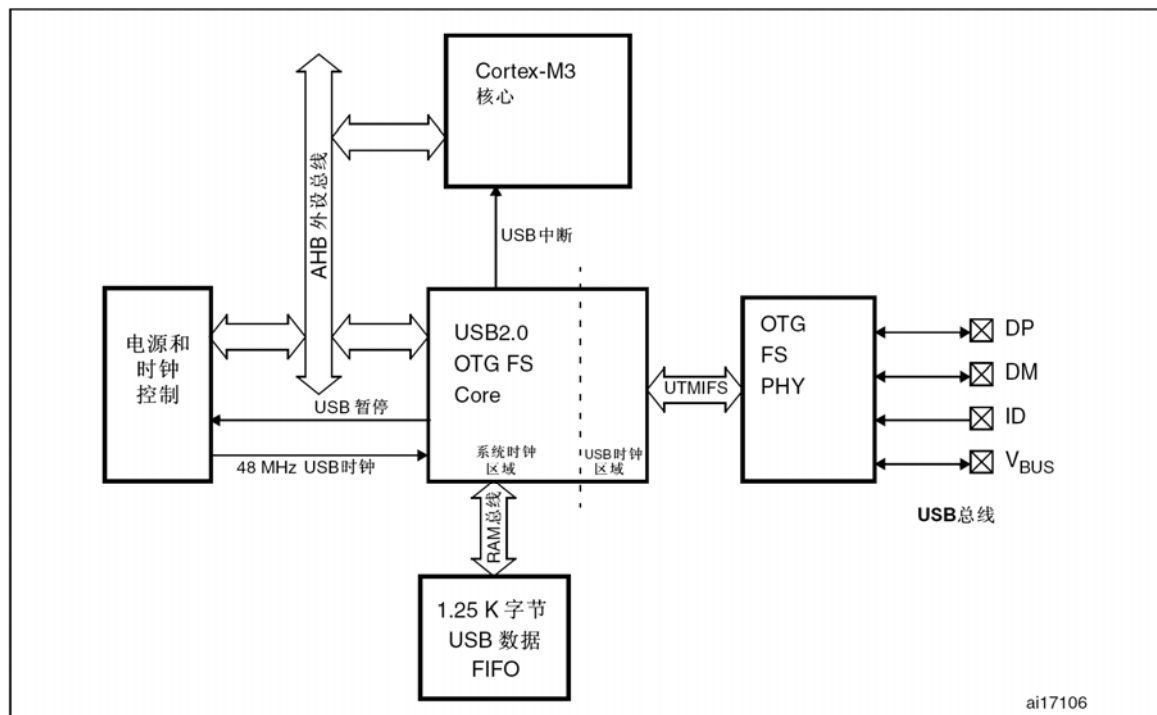 Cortex-M3
核心
AHB 外设总线
USB中断
电源和
时钟
控制
USB2.0
OTG FS
Core
系统时钟
区域
USB时钟
区域
USB 暂停
48 MHz USB时钟
UTMIFS
OTG
FS
PHY
DP
DM
ID
VBUS
USB总线
RAM总线
1.25 K 字节
USB 数据
FIFO
ai17106